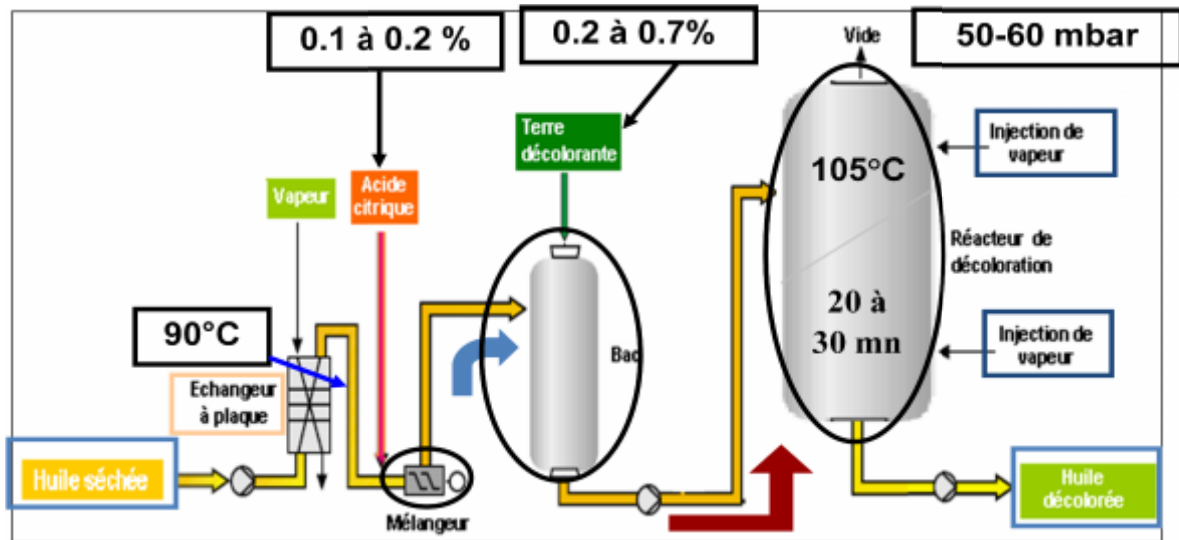 0.1 à 0.2 %
0.2 à 0.7%
50-60 mbar
Vide
Terre
décolorante
Injection de
vapeur
105°C
Vapeur
Acide
citrique
Réacteur de
décoloration
20 à
30 mn
90°C
Bac
Injection de
vapeur
Echangeur
à plaque
Huile séchée
Mélangeur
Huile
décolorée